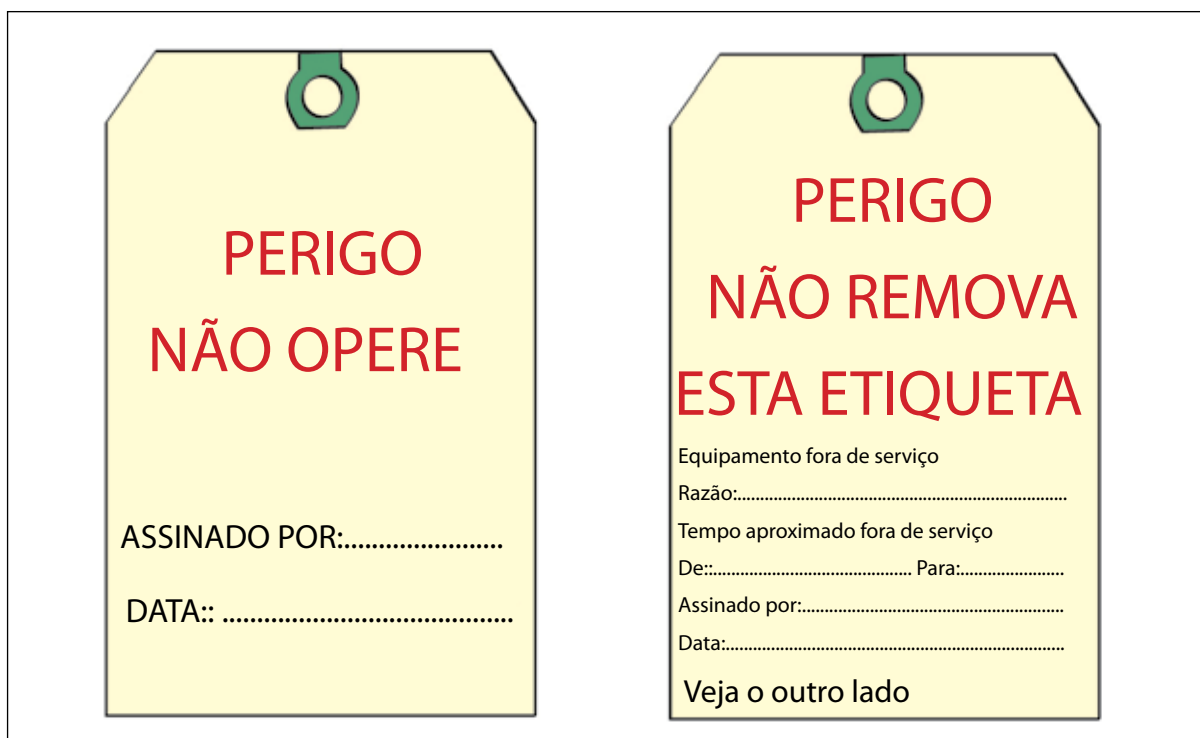 PERIGO
NÃO OPERE
ASSINADO POR:.......................
DATA:: ..........................................
PERIGO
NÃO REMOVA
ESTA ETIQUETA
Equipamento fora de serviço
Razão:.........................................................................
Tempo aproximado fora de serviço
De::............................................ Para:.......................
Assinado por:..........................................................
Data:...........................................................................
Veja o outro lado